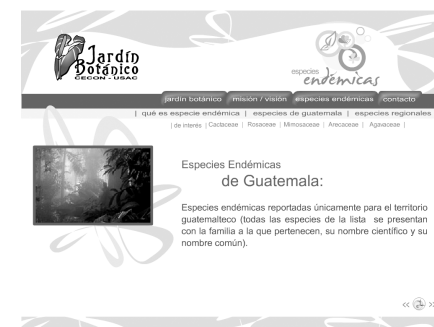 Jardín
Botánico
CECON - USAC
especies
endémicas
jardín botánico misión / visión especies endémicas contacto
| qué es especie endémica | especies de guatemala | especies regionales
| de interés | Cactaceae | Rosaceae | Mimosaceae | Arecaceae | Agavaceae |
Especies Endémicas
de Guatemala:
Especies endémicas reportadas únicamente para el territorio
guatemalteco (todas las especies de la lista se presentan
con la familia a la que pertenecen, su nombre científico y su
nombre común).
<< >>